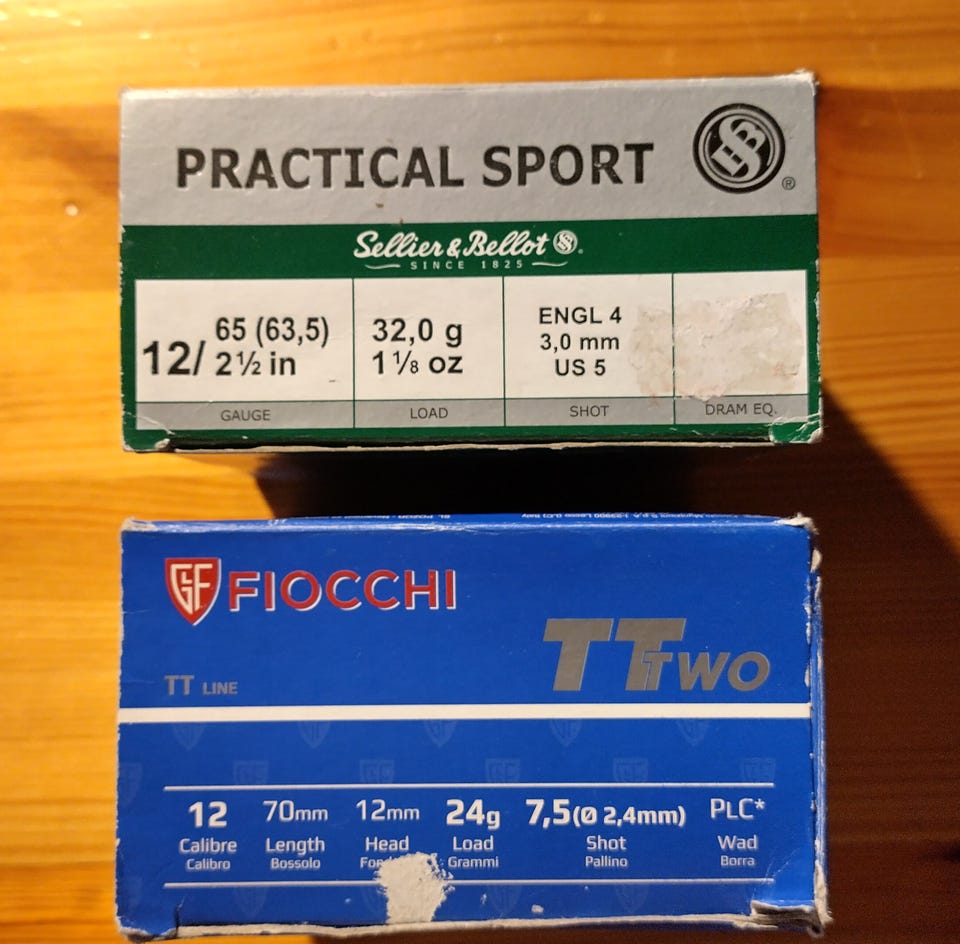 PRACTICAL SPORT
®
Sellier & Bellot
SINCE 1825
12/ 65 (63,5) 2½ in
32,0 g
1⅛ oz
ENGL 4
3,0 mm
US 5
GAUGE LOAD SHOT DRAM EQ.
FIOCCHI
TT TWO
TT LINE
12 70mm 12mm 24g 7,5(Ø 2,4mm) PLC*
Calibre Length Head Load Shot Wad
Calibro Bossolo Grammi Pallino Borra